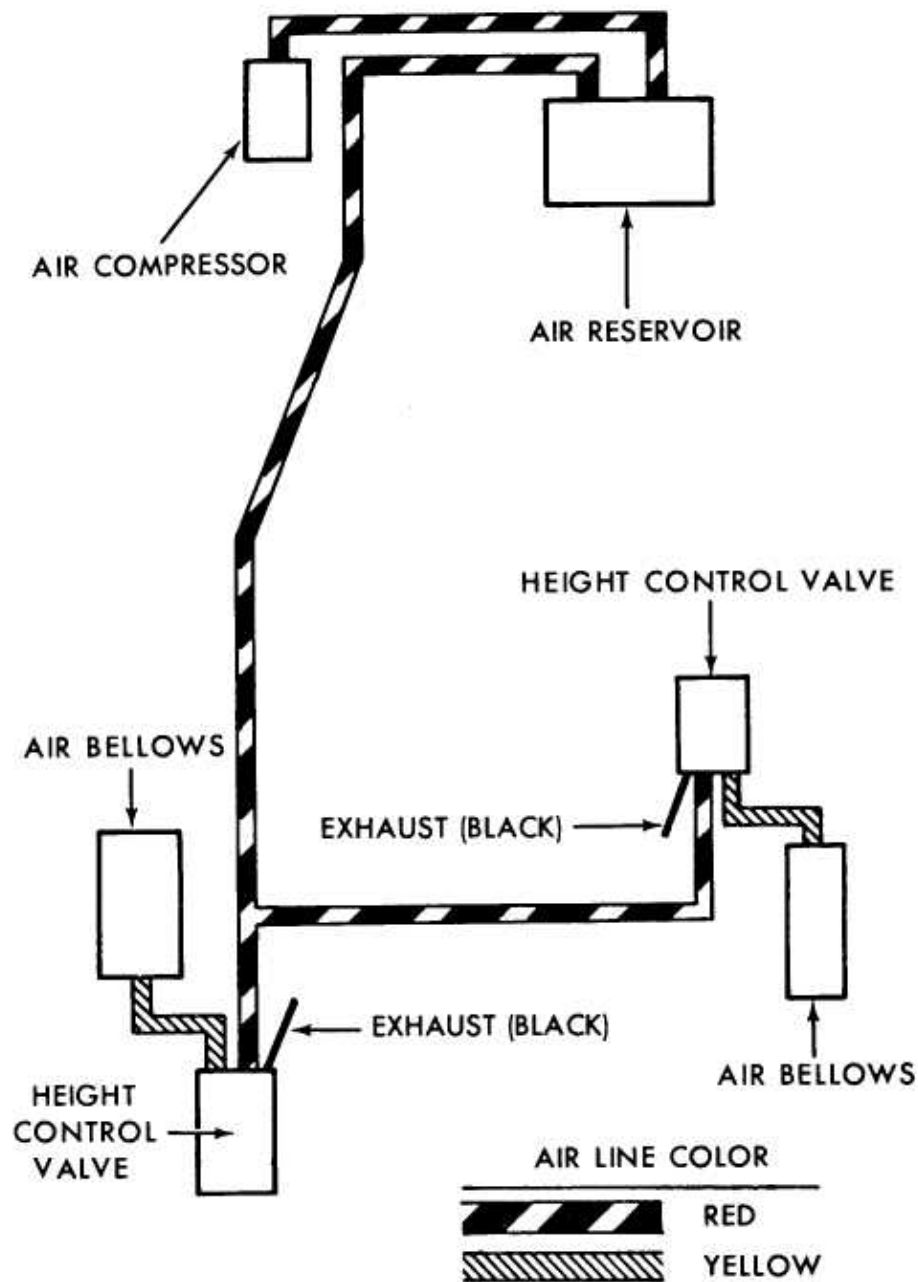 AIR COMPRESSOR
AIR RESERVOIR
HEIGHT CONTROL VALVE
AIR BELLOWS
EXHAUST (BLACK)
EXHAUST (BLACK)
AIR BELLOWS
HEIGHT
CONTROL
VALVE
AIR LINE COLOR
RED
YELLOW